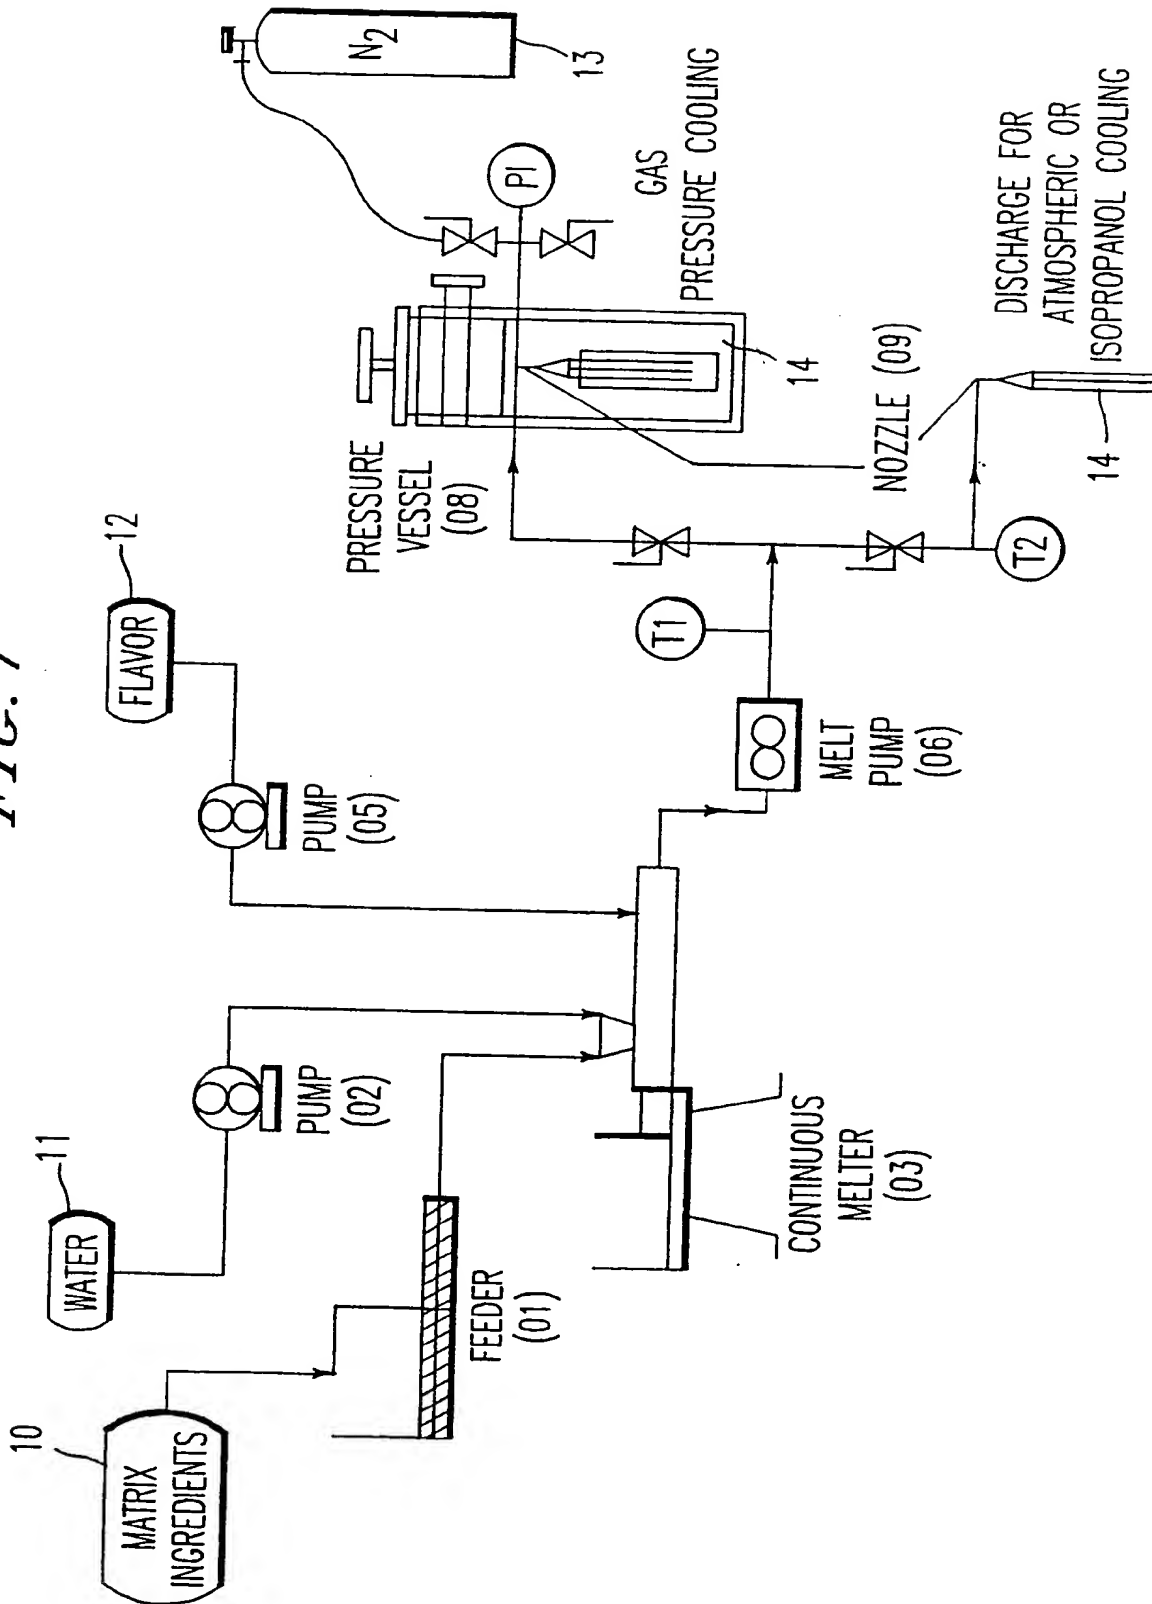 FIG. 7
10
MATRIX
INGREDIENTS
11
WATER
PUMP
(02)
12
FLAVOR
PUMP
(05)
FEEDER
(01)
CONTINUOUS
MELTER
(03)
MELT
PUMP
(06)
T1
T2
PRESSURE
VESSEL
(08)
N2
13
PI
GAS
PRESSURE COOLING
14
NOZZLE (09)
14
DISCHARGE FOR
ATMOSPHERIC OR
ISOPROPANOL COOLING